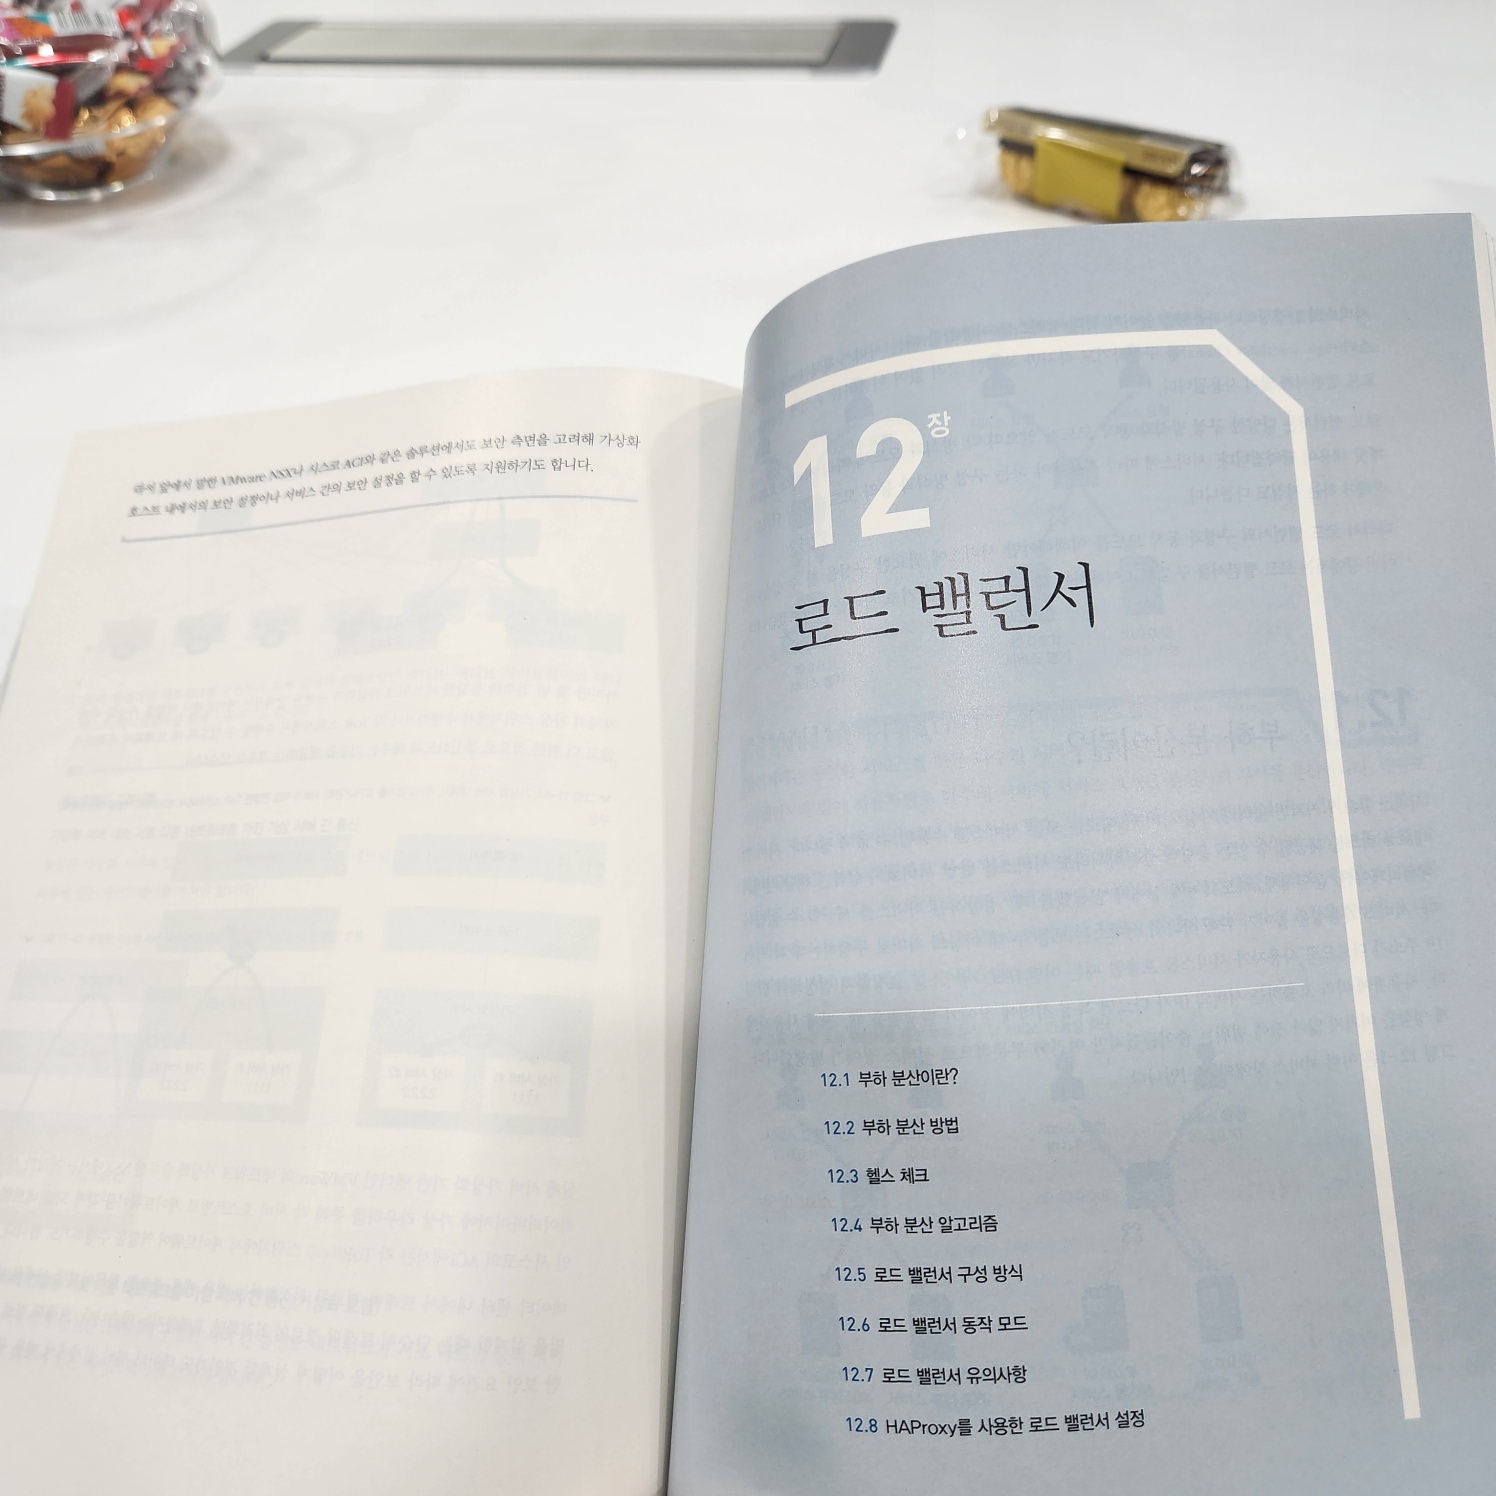 라서 앞에서 말한 VMware NSX나 시스코 ACI와 같은 솔루션에서도 보안 측면을 고려해 가상화
호스트 내에서의 보안 설정이나 서비스 간의 보안 설정을 할 수 있도록 지원하기도 합니다.
12장
로드 밸런서
12.1 부하 분산이란?
12.2 부하 분산 방법
12.3 헬스 체크
12.4 부하 분산 알고리즘
12.5 로드 밸런서 구성 방식
12.6 로드 밸런서 동작 모드
12.7 로드 밸런서 유의사항
12.8 HAProxy를 사용한 로드 밸런서 설정